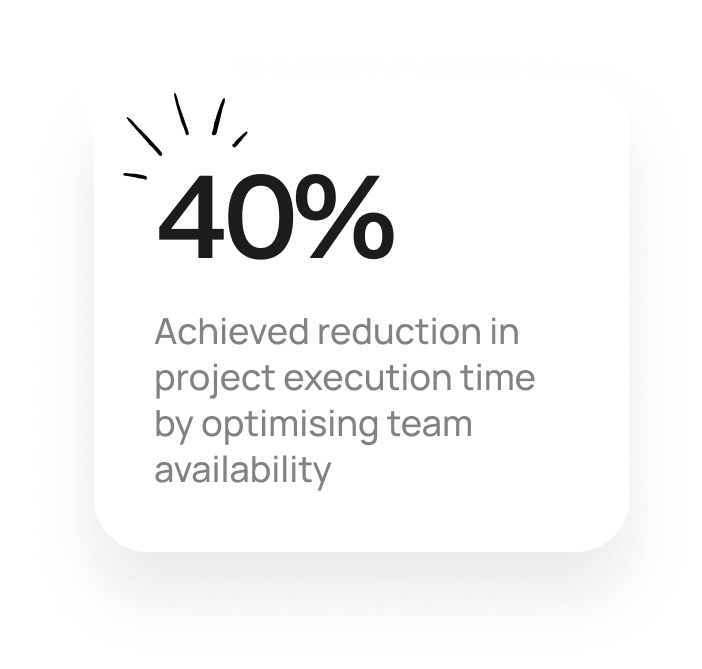 40%
Achieved reduction in
project execution time
by optimising team
availability